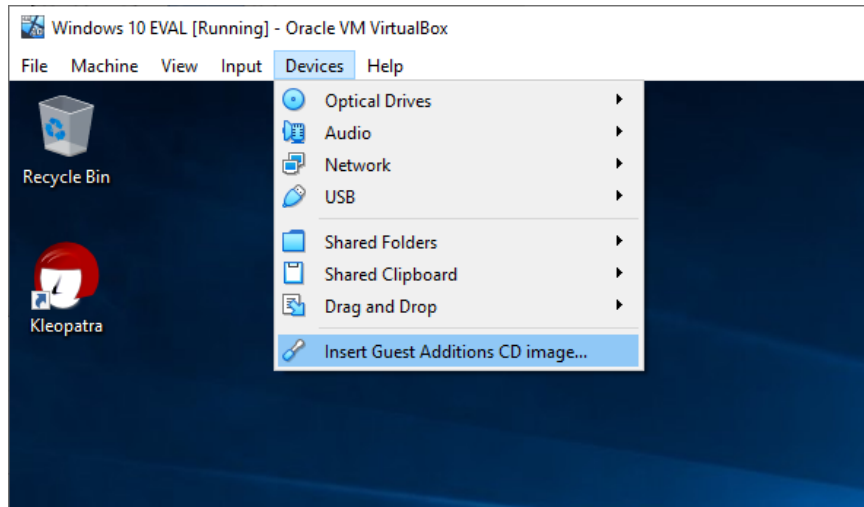 Windows 10 EVAL [Running] - Oracle VM VirtualBox
File Machine View Input Devices Help
Optical Drives
Audio
Network
USB
Shared Folders
Shared Clipboard
Drag and Drop
Insert Guest Additions CD image...
Recycle Bin
Kleopatra